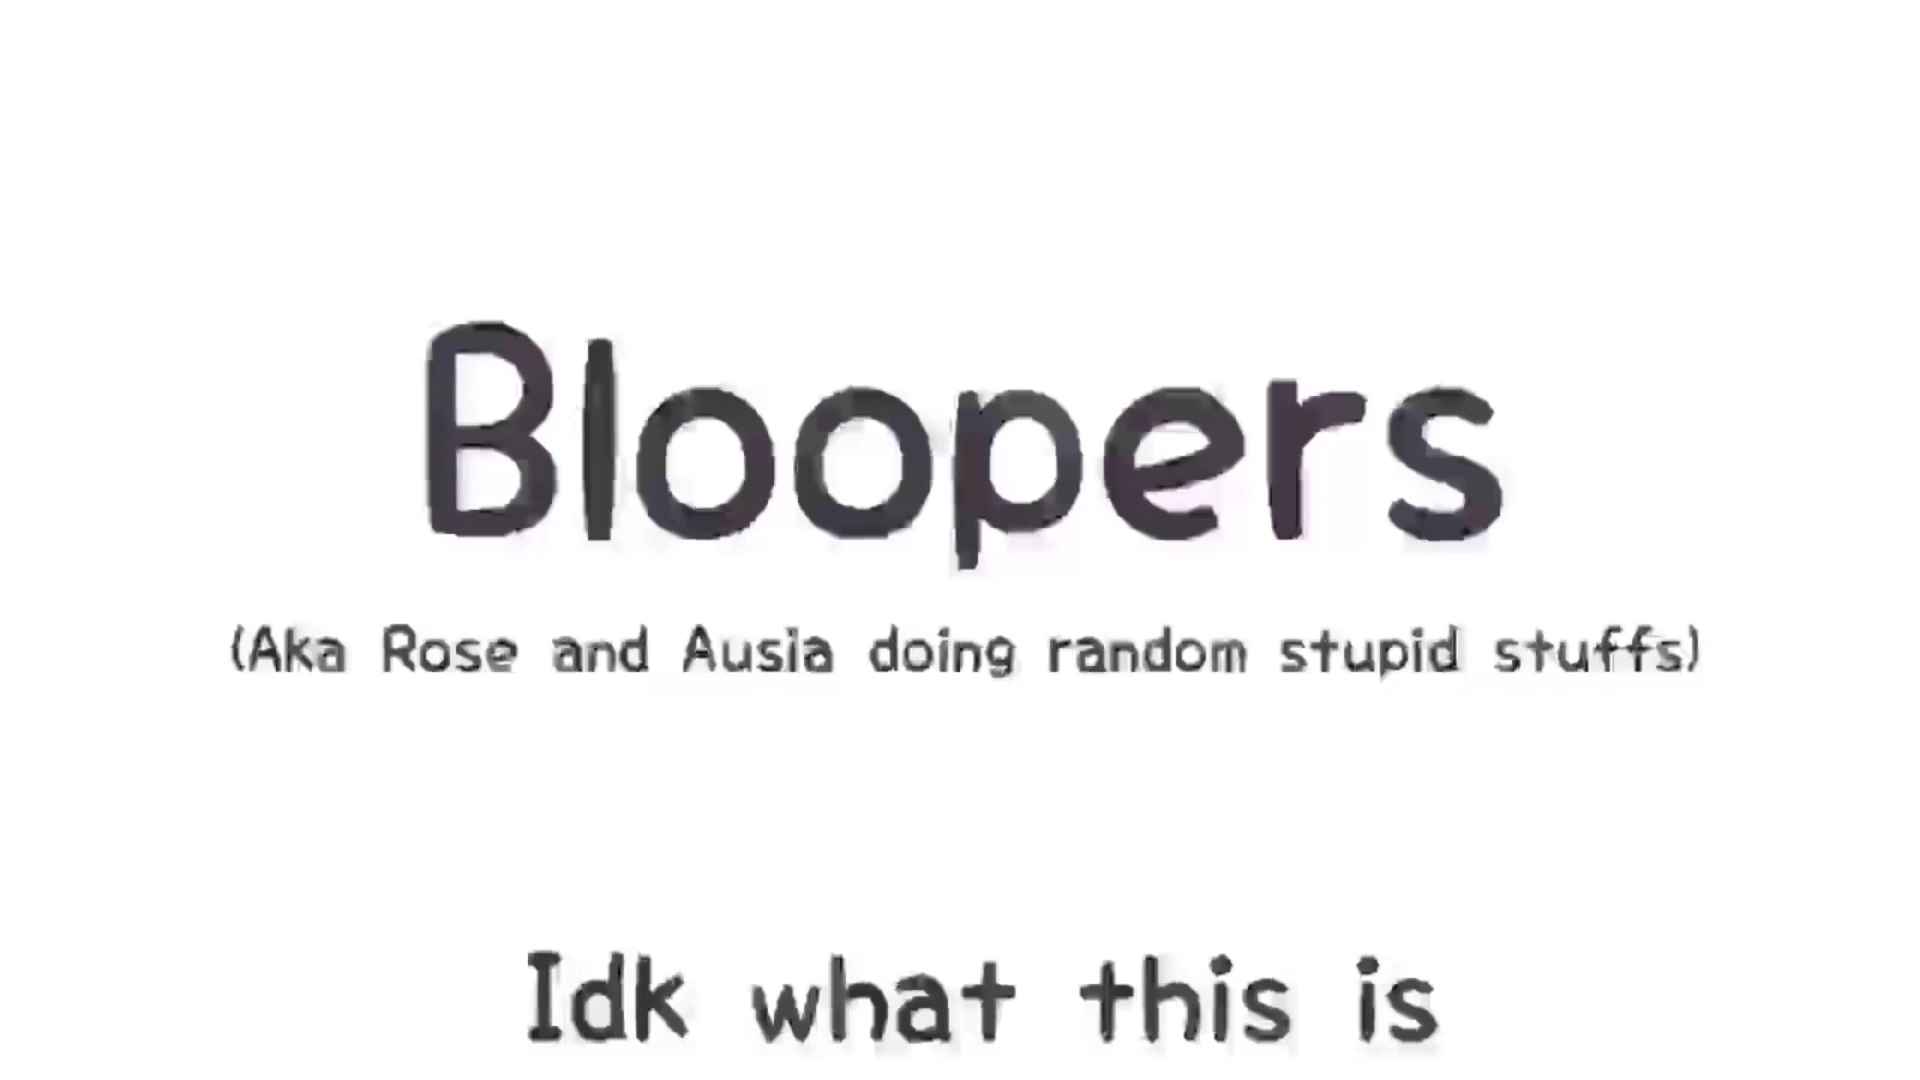 Bloopers
(Aka Rose and Ausia doing random stupid stuffs)
Idk what this is